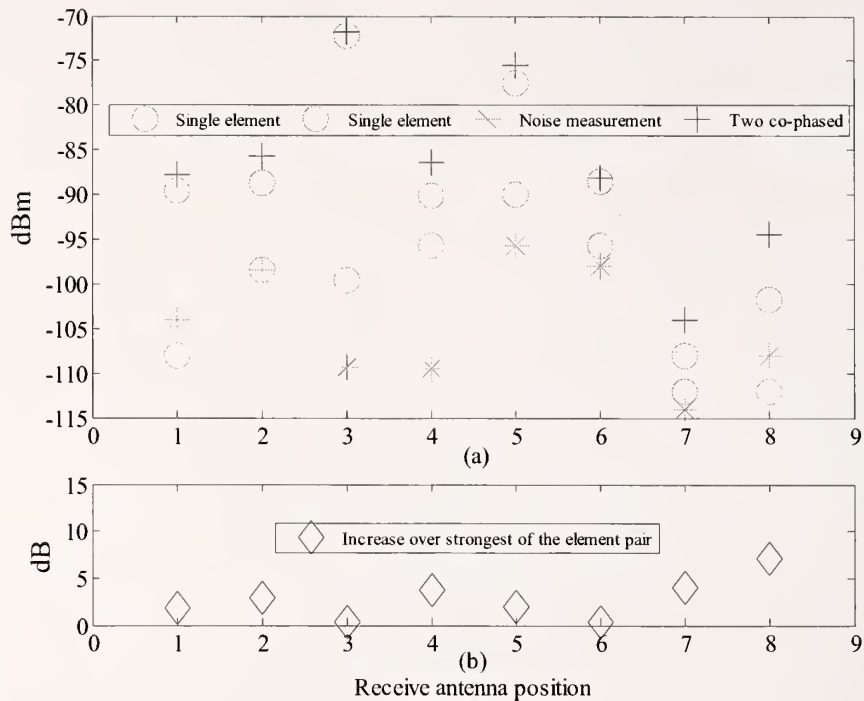 -70
-75
-80
Single element Single element Noise measurement Two co-phased
-85
-90
-95
-100
-105
-110
-115
dBm
0 1 2 3 4 5 6 7 8 9
(a)
15
10
5
0
dB
Increase over strongest of the element pair
0 1 2 3 4 5 6 7 8 9
(b)
Receive antenna position